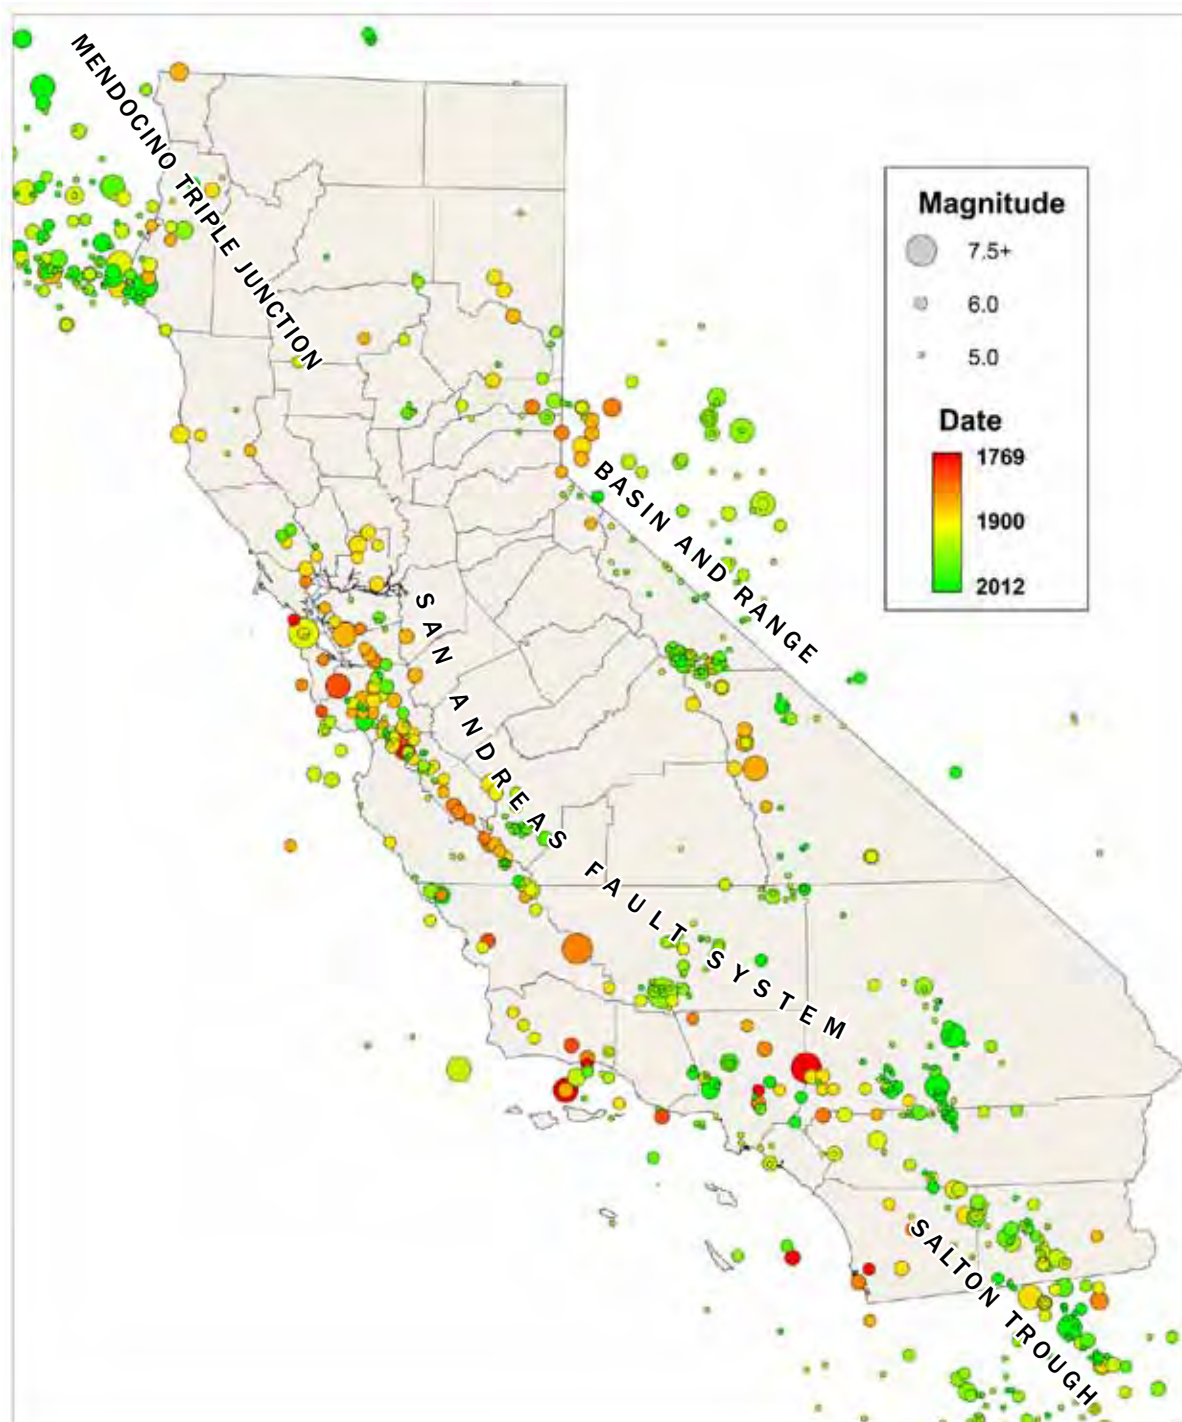 MENDOCINO TRIPLE JUNCTION
Magnitude
7.5+
6.0
5.0
Date
1769
1900
2012
BASIN AND RANGE
SAN ANDREAS FAULT SYSTEM
SALTON TROUGH